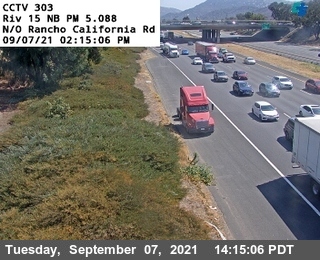 CCTV 303
Riv 15 NB PM 5.088
N/O Rancho California Rd
09/07/21 02:15:06 PM
Tuesday, September 07, 2021 14:15:06 PDT